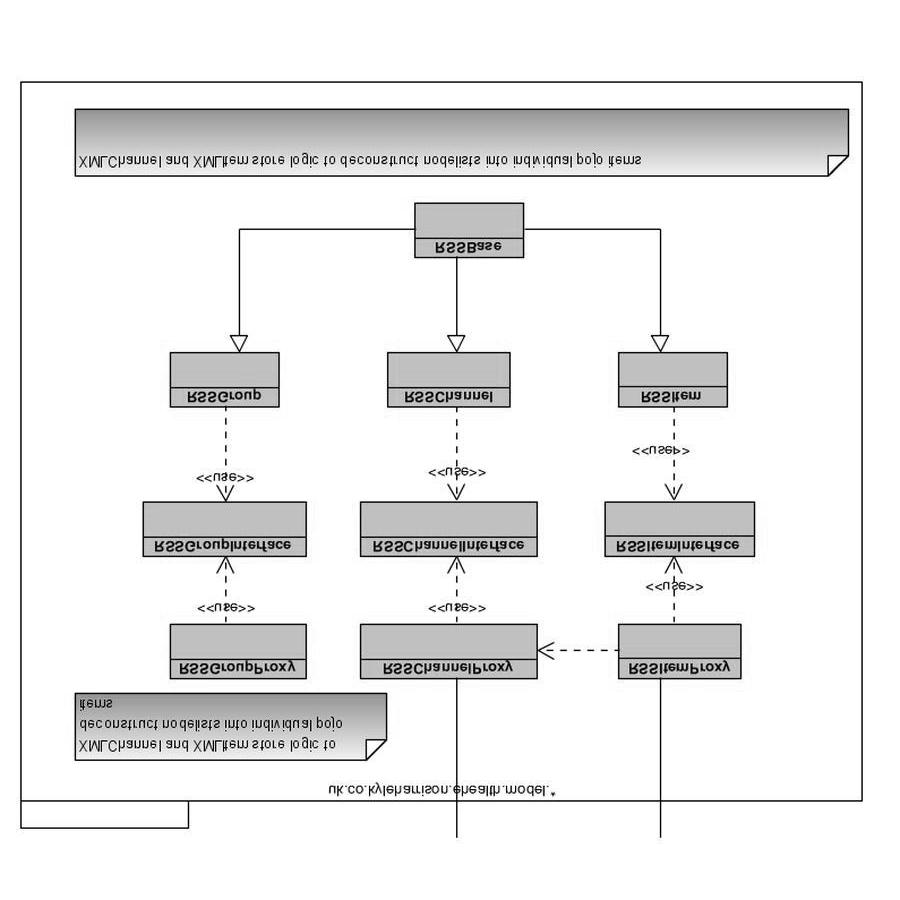 uk.co.kyleharrison.ehealth.model.*
XMLChannel and XMLItem store logic to
deconstruct nodelists into individual pojo
items
RSSGroupProxy
RSSChannelProxy
RSSItemProxy
<<use>>
<<use>>
<<use>>
RSSGroupInterface
RSSChannelInterface
RSSItemInterface
<<use>>
<<use>>
<<use>>
RSSGroup
RSSChannel
RSSItem
RSSBase
XMLChannel and XMLItem store logic to deconstruct nodelists into individual pojo items